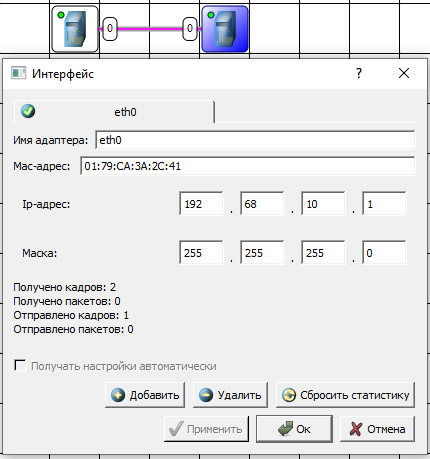 0 0
Интерфейс ?
eth0
Имя адаптера: eth0
Mac-адрес: 01:79:CA:3A:2C:41
Ip-адрес: 192 . 68 . 10 . 1
Маска: 255 . 255 . 255 . 0
Получено кадров: 2
Получено пакетов: 0
Отправлено кадров: 1
Отправлено пакетов: 0
Получать настройки автоматически
Добавить Удалить Сбросить статистику
Применить Ок Отмена